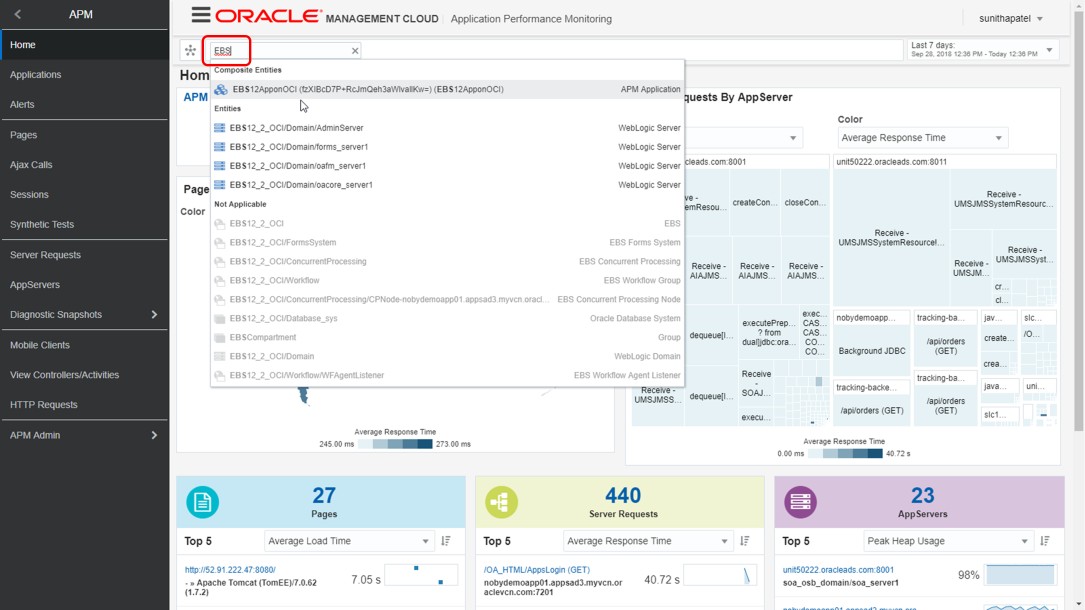 APM
ORACLE MANAGEMENT CLOUD Application Performance Monitoring
sunithapatel
Home
Applications
Alerts
Pages
Ajax Calls
Sessions
Synthetic Tests
Server Requests
AppServers
Diagnostic Snapshots
Mobile Clients
View Controllers/Activities
HTTP Requests
APM Admin
EBS
Last 7 days:
Sep 28, 2018 12:36 PM - Today 12:36 PM
Hom
APM
Composite Entities
EBS12ApponOCI (fzXIBcD7P+RcJmQeh3aWlvallKw=) (EBS12ApponOCI) APM Application
Entities
EBS12_2_OCI/Domain/AdminServer WebLogic Server
EBS12_2_OCI/Domain/forms_server1 WebLogic Server
EBS12_2_OCI/Domain/oafm_server1 WebLogic Server
EBS12_2_OCI/Domain/oacore_server1 WebLogic Server
Not Applicable
EBS12_2_OCI EBS
EBS12_2_OCI/FormsSystem EBS Forms System
EBS12_2_OCI/ConcurrentProcessing EBS Concurrent Processing
EBS12_2_OCI/Workflow EBS Workflow Group
EBS12_2_OCI/ConcurrentProcessing/CPNode-nobydemoapp01.appsad3.myvcn.oracl... EBS Concurrent Processing Node
EBS12_2_OCI/Database_sys Oracle Database System
EBSCompartment Group
EBS12_2_OCI/Domain WebLogic Domain
EBS12_2_OCI/Workflow/WFAgentListener EBS Workflow Agent Listener
Page
Color
Average Response Time
245.00 ms 273.00 ms
quests By AppServer
Color
Average Response Time
cleads.com:8001
unit50222.oracleads.com:8011
ve -
emResou...
createCon...
closeCon...
Receive -
AIAJMS...
Receive -
AIAJMS...
Receive -
AIAJMS...
dequeue[l...
executePrep...
? from
dual]jdbc:ora...
exec...
CAS...
CO...
CO...
dequeue[l...
Receive
-
SOAJ...
execu...
Receive -
UMSJMSS...
Receive -
UMSJMSSystemResourcel...
Receive -
UMSJMSSystemResourc...
Receive -
UMSJM...
Receive -
UMSJMSSyst...
cr...
cl...
nobydemoapp...
Background JDBC
tracking-ba...
/api/orders
(GET)
jav...
create...
crea...
slc...
/O...
tracking-backe...
/api/orders (GET)
tracking-ba...
/api/orders
(GET)
java...
uni...
slc1...
Average Response Time
0.00 ms 40.72 s
27
Pages
Top 5 Average Load Time
http://52.91.222.47:8080/
- » Apache Tomcat (TomEE)/7.0.62
(1.7.2)
7.05 s
440
Server Requests
Top 5 Average Response Time
/OA_HTML/AppsLogin (GET)
nobydemoapp01.appsad3.myvcn.or
aclevcn.com:7201
40.72 s
23
AppServers
Top 5 Peak Heap Usage
unit50222.oracleads.com:8001
soa_osb_domain/soa_server1
98%